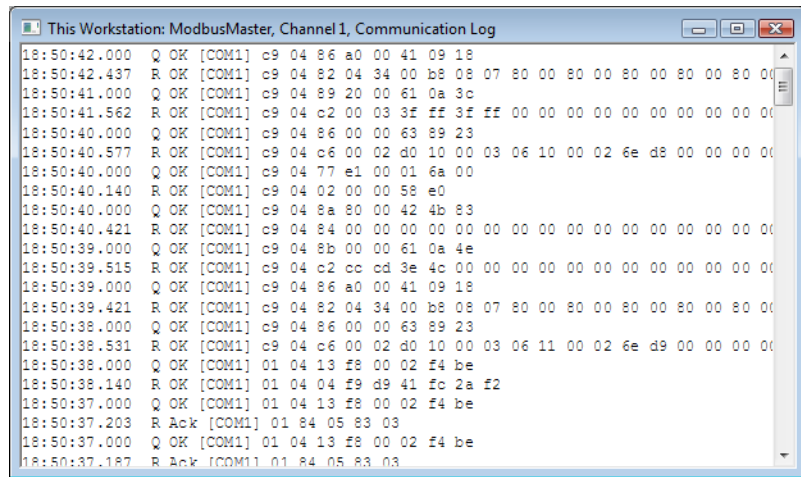 This Workstation: ModbusMaster, Channel 1, Communication Log
18:50:42.000 Q OK [COM1] c9 04 86 a0 00 41 09 18
18:50:42.437 R OK [COM1] c9 04 82 04 34 00 b8 08 07 80 00 80 00 80 00 80 00 80 00
18:50:41.000 Q OK [COM1] c9 04 89 20 00 61 0a 3c
18:50:41.562 R OK [COM1] c9 04 c2 00 03 3f ff 3f ff 00 00 00 00 00 00 00 00 00 00
18:50:40.000 Q OK [COM1] c9 04 86 00 00 63 89 23
18:50:40.577 R OK [COM1] c9 04 c6 00 02 d0 10 00 03 06 10 00 02 6e d8 00 00 00 00
18:50:40.000 Q OK [COM1] c9 04 77 e1 00 01 6a 00
18:50:40.140 R OK [COM1] c9 04 02 00 00 58 e0
18:50:40.000 Q OK [COM1] c9 04 8a 80 00 42 4b 83
18:50:40.421 R OK [COM1] c9 04 84 00 00 00 00 00 00 00 00 00 00 00 00 00 00 00 00
18:50:39.000 Q OK [COM1] c9 04 8b 00 00 61 0a 4e
18:50:39.515 R OK [COM1] c9 04 c2 cc cd 3e 4c 00 00 00 00 00 00 00 00 00 00 00 00
18:50:39.000 Q OK [COM1] c9 04 86 a0 00 41 09 18
18:50:39.421 R OK [COM1] c9 04 82 04 34 00 b8 08 07 80 00 80 00 80 00 80 00 80 00
18:50:38.000 Q OK [COM1] c9 04 86 00 00 63 89 23
18:50:38.531 R OK [COM1] c9 04 c6 00 02 d0 10 00 03 06 11 00 02 6e d9 00 00 00 00
18:50:38.000 Q OK [COM1] 01 04 13 f8 00 02 f4 be
18:50:38.140 R OK [COM1] 01 04 04 f9 d9 41 fc 2a f2
18:50:37.000 Q OK [COM1] 01 04 13 f8 00 02 f4 be
18:50:37.203 R Ack [COM1] 01 84 05 83 03
18:50:37.000 Q OK [COM1] 01 04 13 f8 00 02 f4 be
18:50:37.187 R Ack [COM1] 01 84 05 83 03